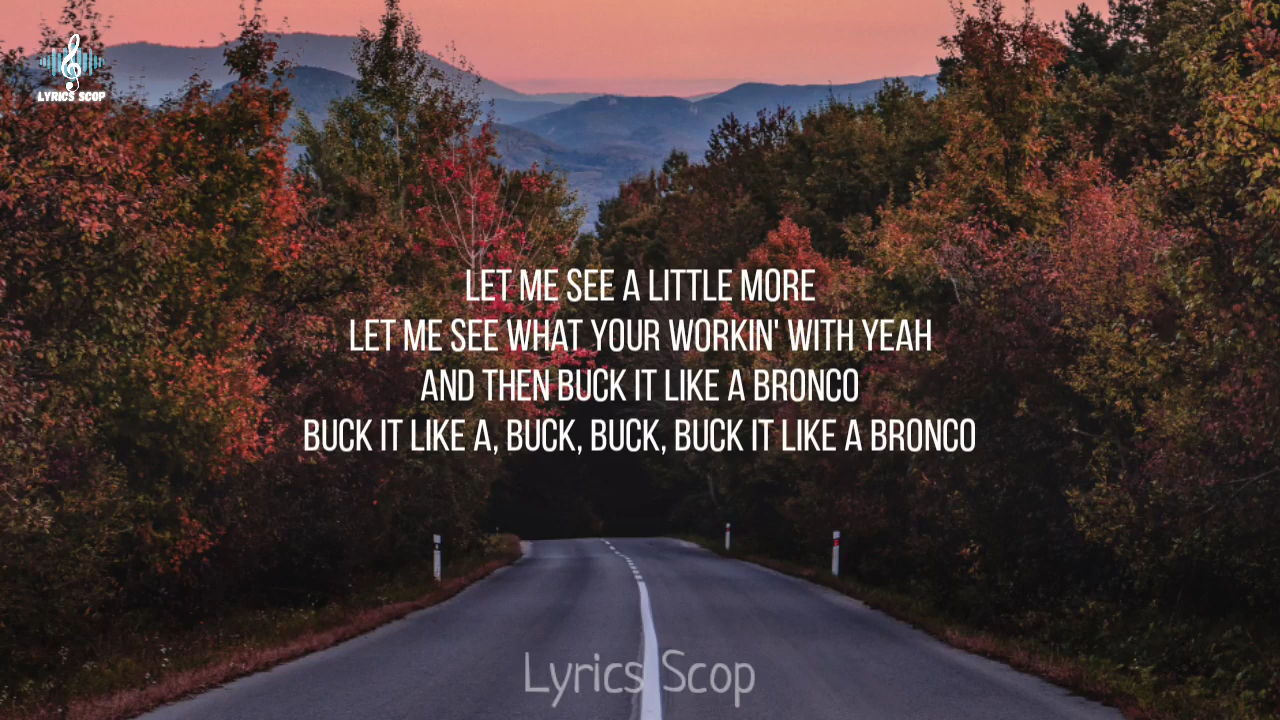 LYRICS SCOP
LET ME SEE A LITTLE MORE
LET ME SEE WHAT YOUR WORKIN' WITH YEAH
AND THEN BUCK IT LIKE A BRONCO
BUCK IT LIKE A, BUCK, BUCK, BUCK IT LIKE A BRONCO
Lyrics Scop